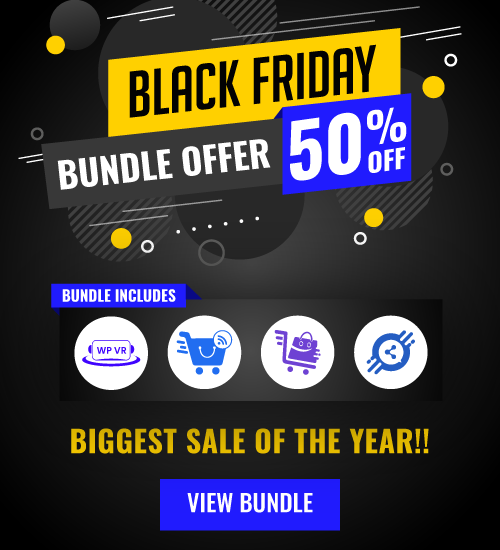 BLACK FRIDAY
BUNDLE OFFER
50%
OFF
BUNDLE INCLUDES
WP VR
BIGGEST SALE OF THE YEAR!!
VIEW BUNDLE